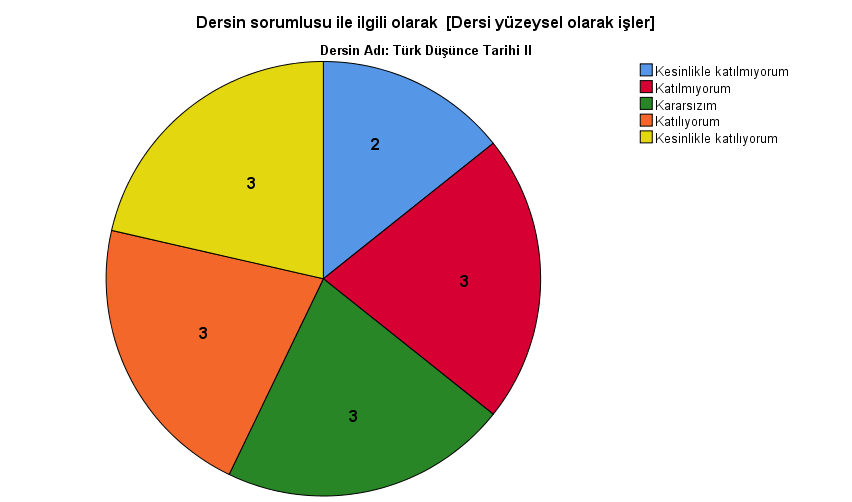 Dersin sorumlusu ile ilgili olarak [Dersi yüzeysel olarak işler]
Dersin Adı: Türk Düşünce Tarihi II
Kesinlikle katılmıyorum
Katılmıyorum
Kararsızım
Katılıyorum
Kesinlikle katılıyorum
2
3
3
3
3